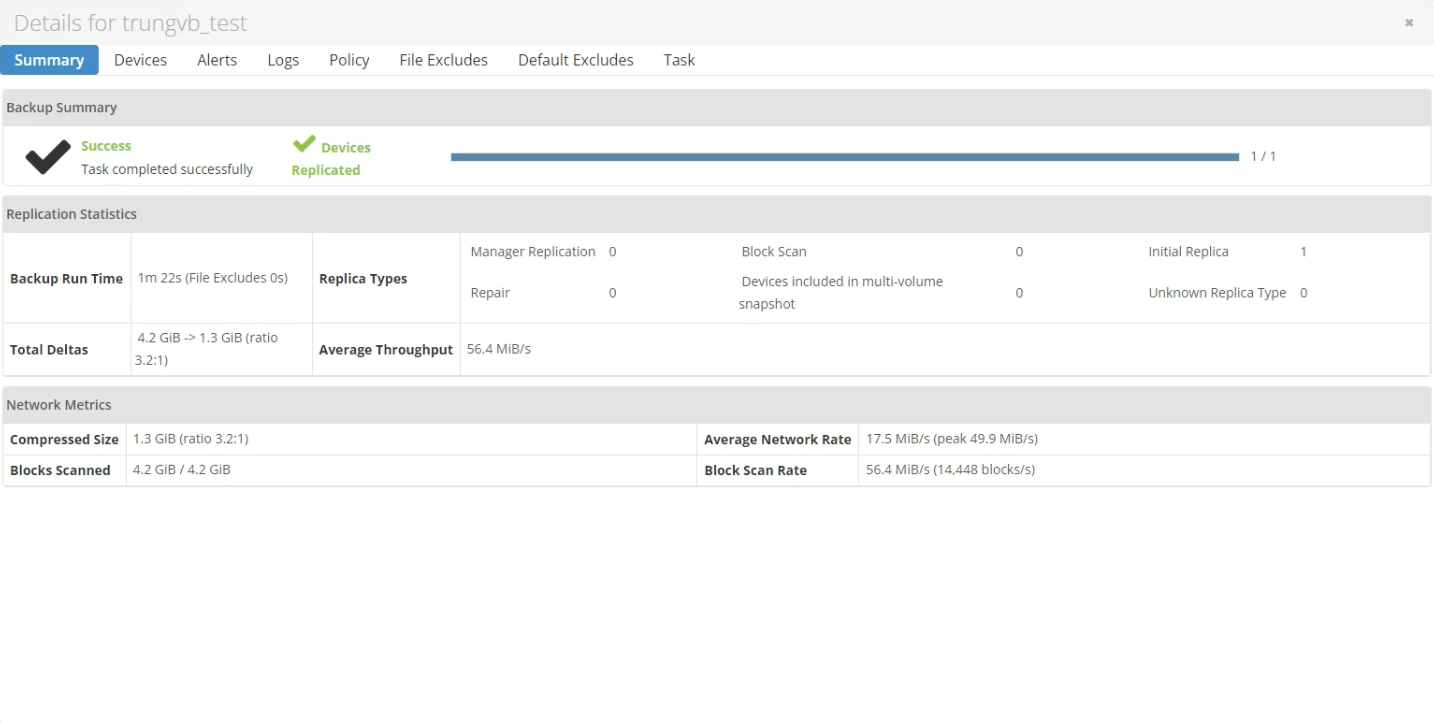 Details for trungvb_test
Summary Devices Alerts Logs Policy File Excludes Default Excludes Task
Backup Summary
Success
Task completed successfully
Devices
Replicated
1 / 1
Replication Statistics
Backup Run Time 1m 22s (File Excludes 0s) Replica Types
Manager Replication 0 Block Scan 0 Initial Replica 1
Repair 0 Devices included in multi-volume
snapshot 0 Unknown Replica Type 0
Total Deltas 4.2 GiB -> 1.3 GiB (ratio
3.2:1) Average Throughput 56.4 MiB/s
Network Metrics
Compressed Size 1.3 GiB (ratio 3.2:1) Average Network Rate 17.5 MiB/s (peak 49.9 MiB/s)
Blocks Scanned 4.2 GiB / 4.2 GiB Block Scan Rate 56.4 MiB/s (14,448 blocks/s)